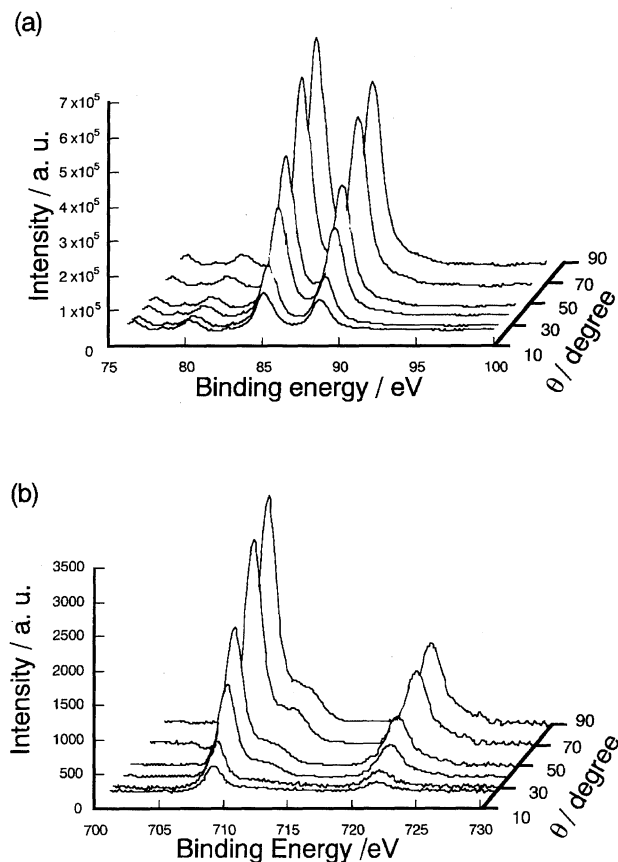 (a)
7 x10⁵
6 x10⁵
5 x10⁵
4 x10⁵
3 x10⁵
2 x10⁵
1 x10⁵
0
Intensity / a. u.
75 80 85 90 95 100
Binding energy / eV
90
70
50
30
10
θ / degree
(b)
3500
3000
2500
2000
1500
1000
500
0
Intensity / a. u.
700 705 710 715 720 725 730
Binding Energy /eV
90
70
50
30
10
θ / degree